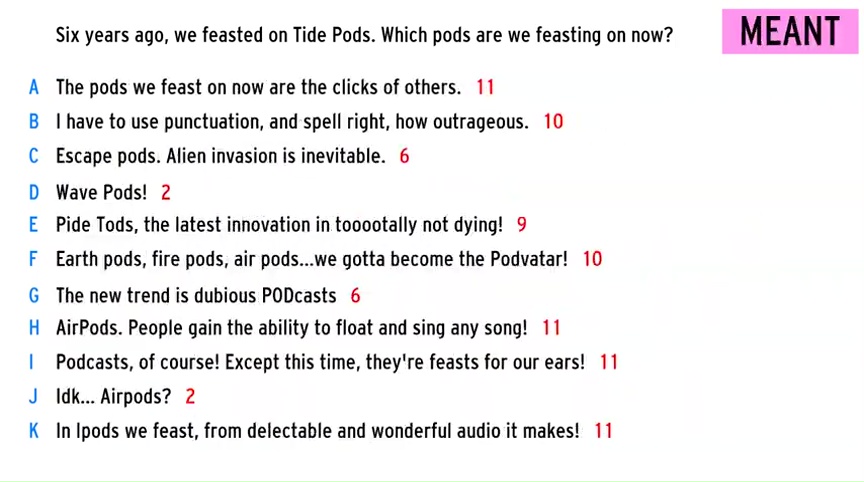 Six years ago, we feasted on Tide Pods. Which pods are we feasting on now?
MEANT
A The pods we feast on now are the clicks of others. 11
B I have to use punctuation, and spell right, how outrageous. 10
C Escape pods. Alien invasion is inevitable. 6
D Wave Pods! 2
E Pide Tods, the latest innovation in tooootally not dying! 9
F Earth pods, fire pods, air pods...we gotta become the Podvatar! 10
G The new trend is dubious PODcasts 6
H AirPods. People gain the ability to float and sing any song! 11
I Podcasts, of course! Except this time, they're feasts for our ears! 11
J Idk... Airpods? 2
K In Ipods we feast, from delectable and wonderful audio it makes! 11